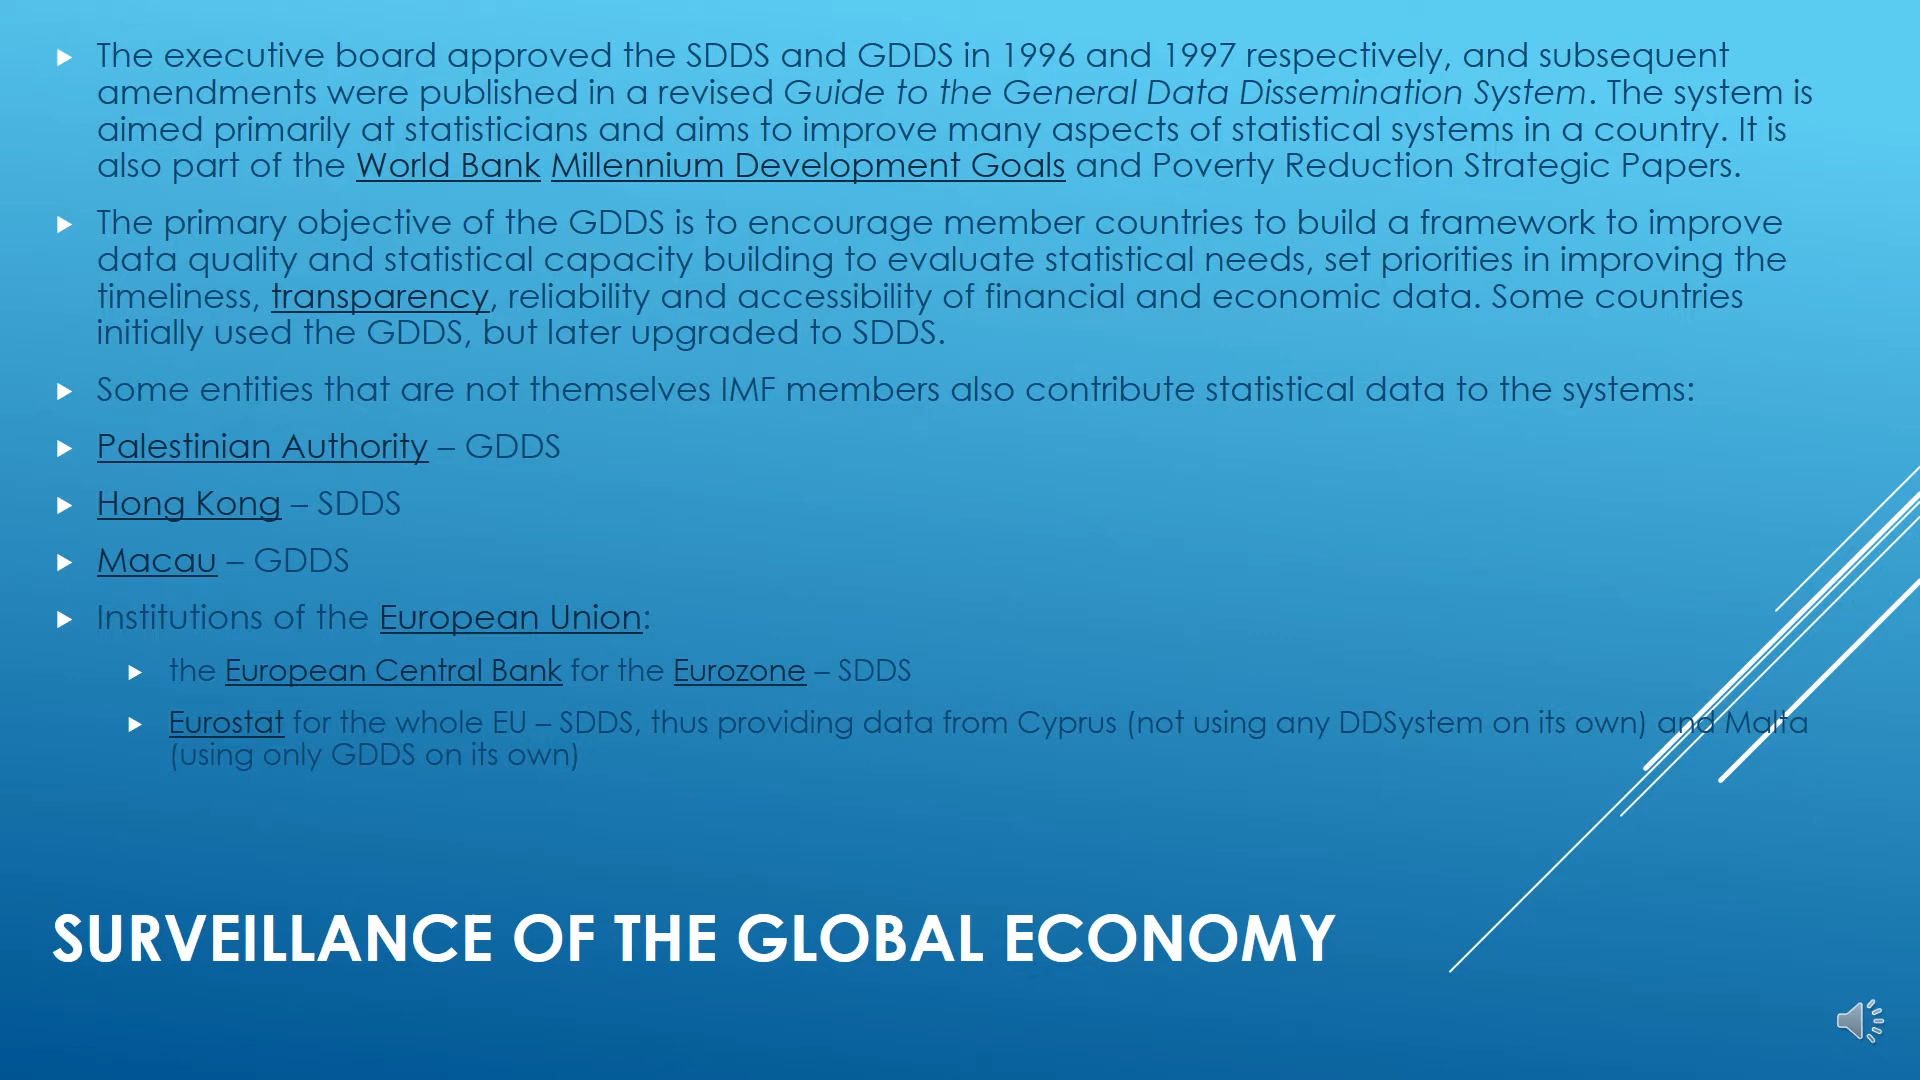 The executive board approved the SDDS and GDDS in 1996 and 1997 respectively, and subsequent
amendments were published in a revised Guide to the General Data Dissemination System. The system is
aimed primarily at statisticians and aims to improve many aspects of statistical systems in a country. It is
also part of the World Bank Millennium Development Goals and Poverty Reduction Strategic Papers.
The primary objective of the GDDS is to encourage member countries to build a framework to improve
data quality and statistical capacity building to evaluate statistical needs, set priorities in improving the
timeliness, transparency, reliability and accessibility of financial and economic data. Some countries
initially used the GDDS, but later upgraded to SDDS.
Some entities that are not themselves IMF members also contribute statistical data to the systems:
Palestinian Authority – GDDS
Hong Kong – SDDS
Macau – GDDS
Institutions of the European Union:
the European Central Bank for the Eurozone – SDDS
Eurostat for the whole EU – SDDS, thus providing data from Cyprus (not using any DDSystem on its own) and Malta
(using only GDDS on its own)
SURVEILLANCE OF THE GLOBAL ECONOMY